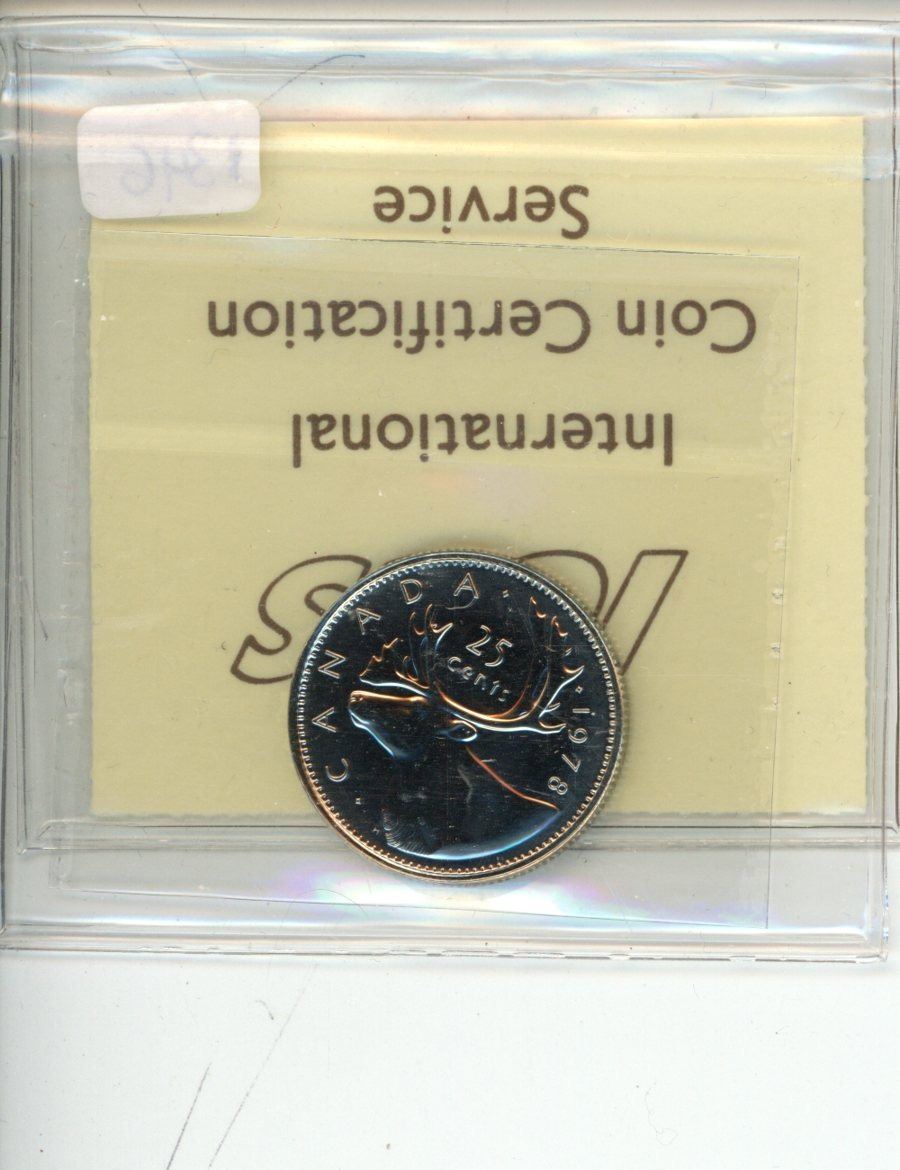 ICCS
International
Coin Certification
Service
CANADA · 1978
25
cents